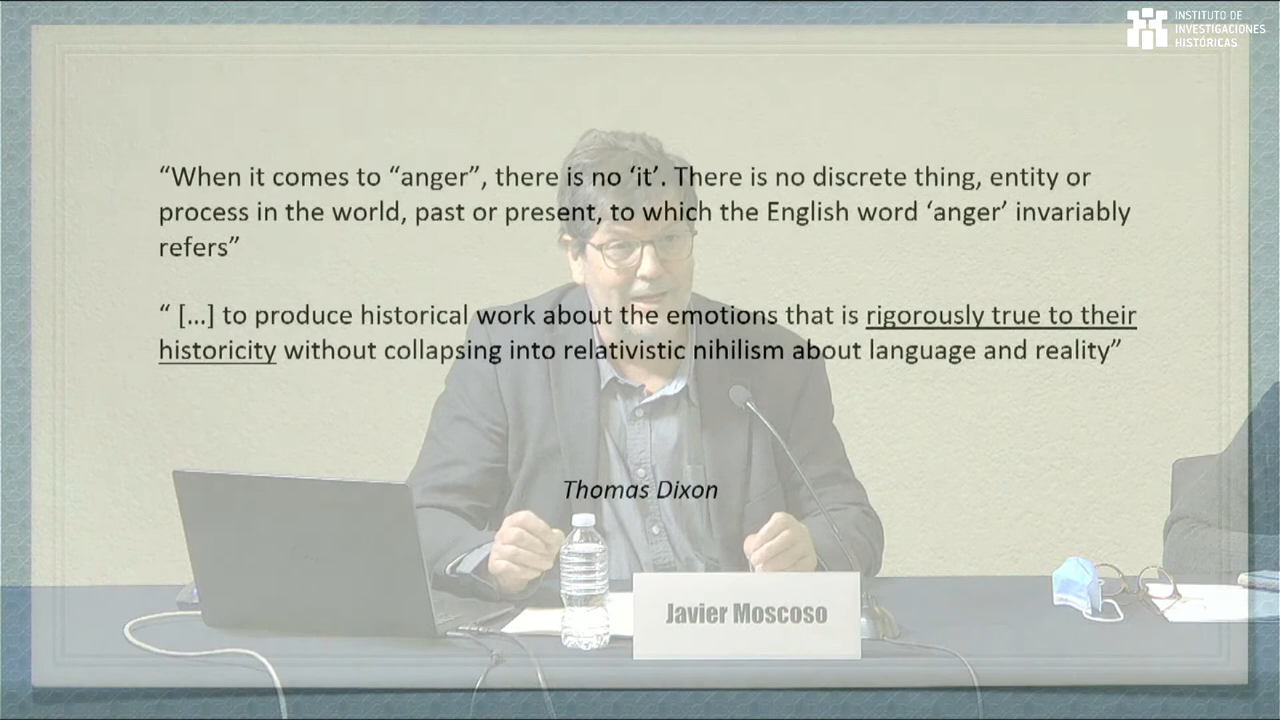 INSTITUTO DE
INVESTIGACIONES
HISTÓRICAS
“When it comes to “anger”, there is no ‘it’. There is no discrete thing, entity or
process in the world, past or present, to which the English word ‘anger’ invariably
refers”
“ […] to produce historical work about the emotions that is rigorously true to their
historicity without collapsing into relativistic nihilism about language and reality”
Thomas Dixon
Javier Moscoso